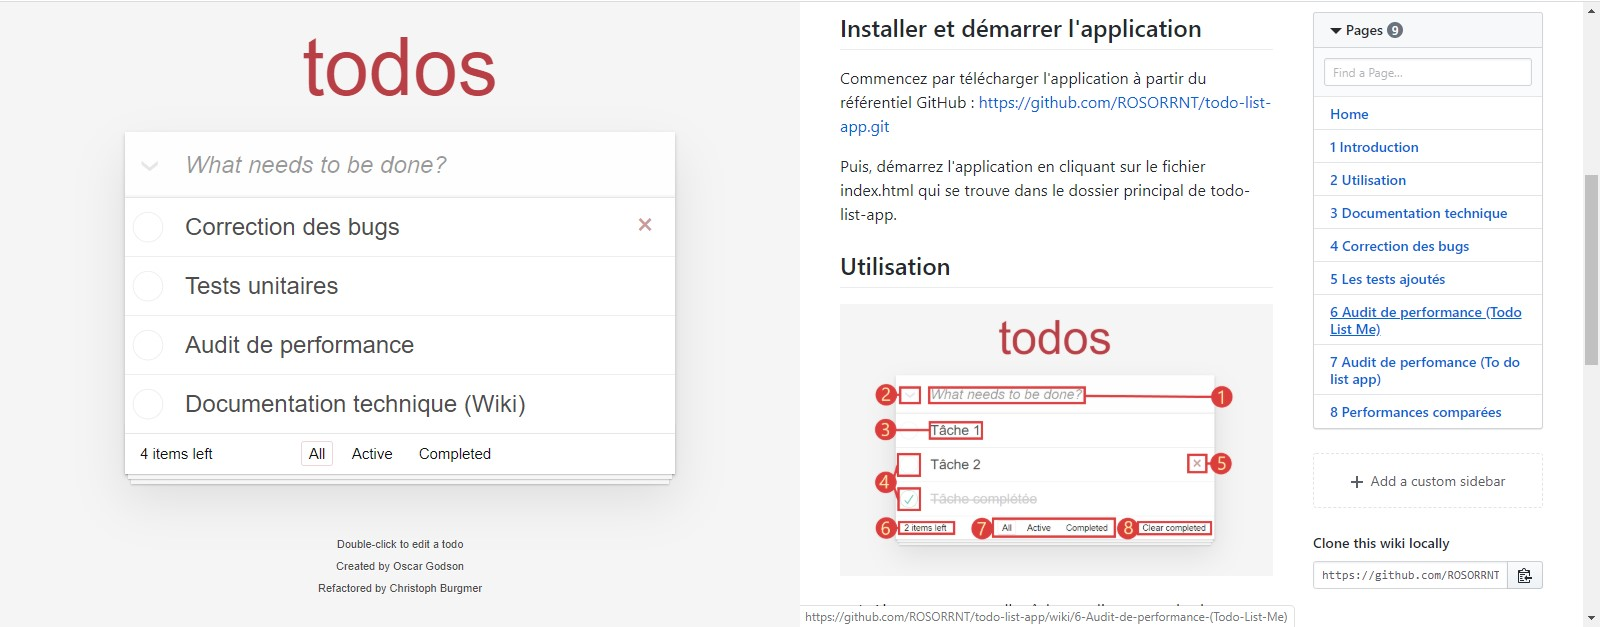 todos
What needs to be done?
Correction des bugs
Tests unitaires
Audit de performance
Documentation technique (Wiki)
4 items left All Active Completed
Double-click to edit a todo
Created by Oscar Godson
Refactored by Christoph Burgmer
Installer et démarrer l'application
Commencez par télécharger l'application à partir du
référentiel GitHub : https://github.com/ROSORRNT/todo-list-
app.git
Puis, démarrez l'application en cliquant sur le fichier
index.html qui se trouve dans le dossier principal de todo-
list-app.
Utilisation
todos
2 What needs to be done? 1
3 Tâche 1
Tâche 2 5
4
Tâche complétée
6 2 items left 7 All Active Completed 8 Clear completed
https://github.com/ROSORRNT/todo-list-app/wiki/6-Audit-de-performance-(Todo-List-Me)
Pages 9
Find a Page...
Home
1 Introduction
2 Utilisation
3 Documentation technique
4 Correction des bugs
5 Les tests ajoutés
6 Audit de performance (Todo
List Me)
7 Audit de perfomance (To do
list app)
8 Performances comparées
+ Add a custom sidebar
Clone this wiki locally
https://github.com/ROSORRNT